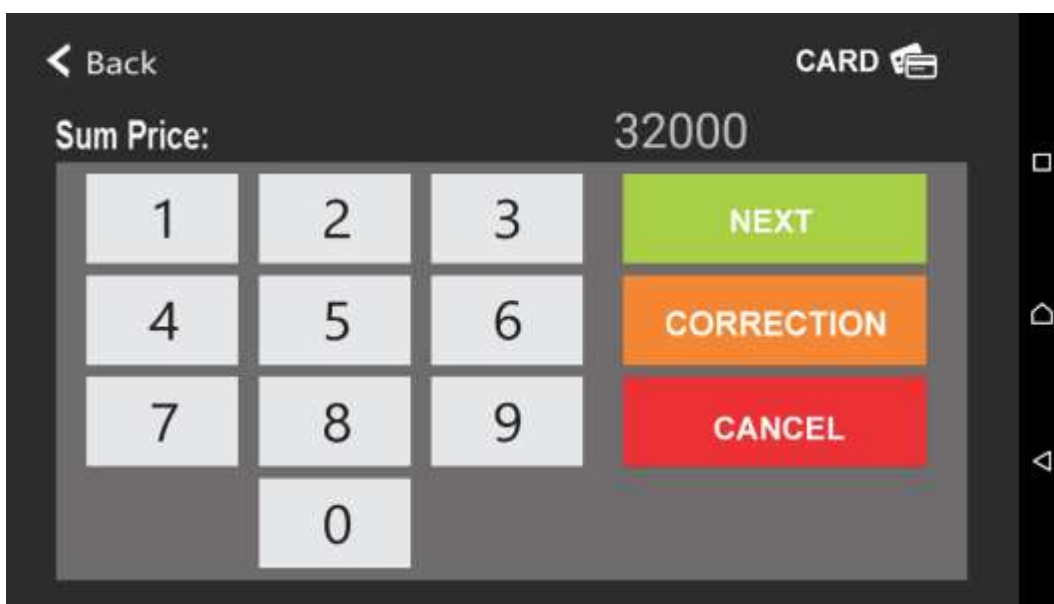 Back
CARD
Sum Price: 32000
1 2 3 NEXT
4 5 6 CORRECTION
7 8 9 CANCEL
0